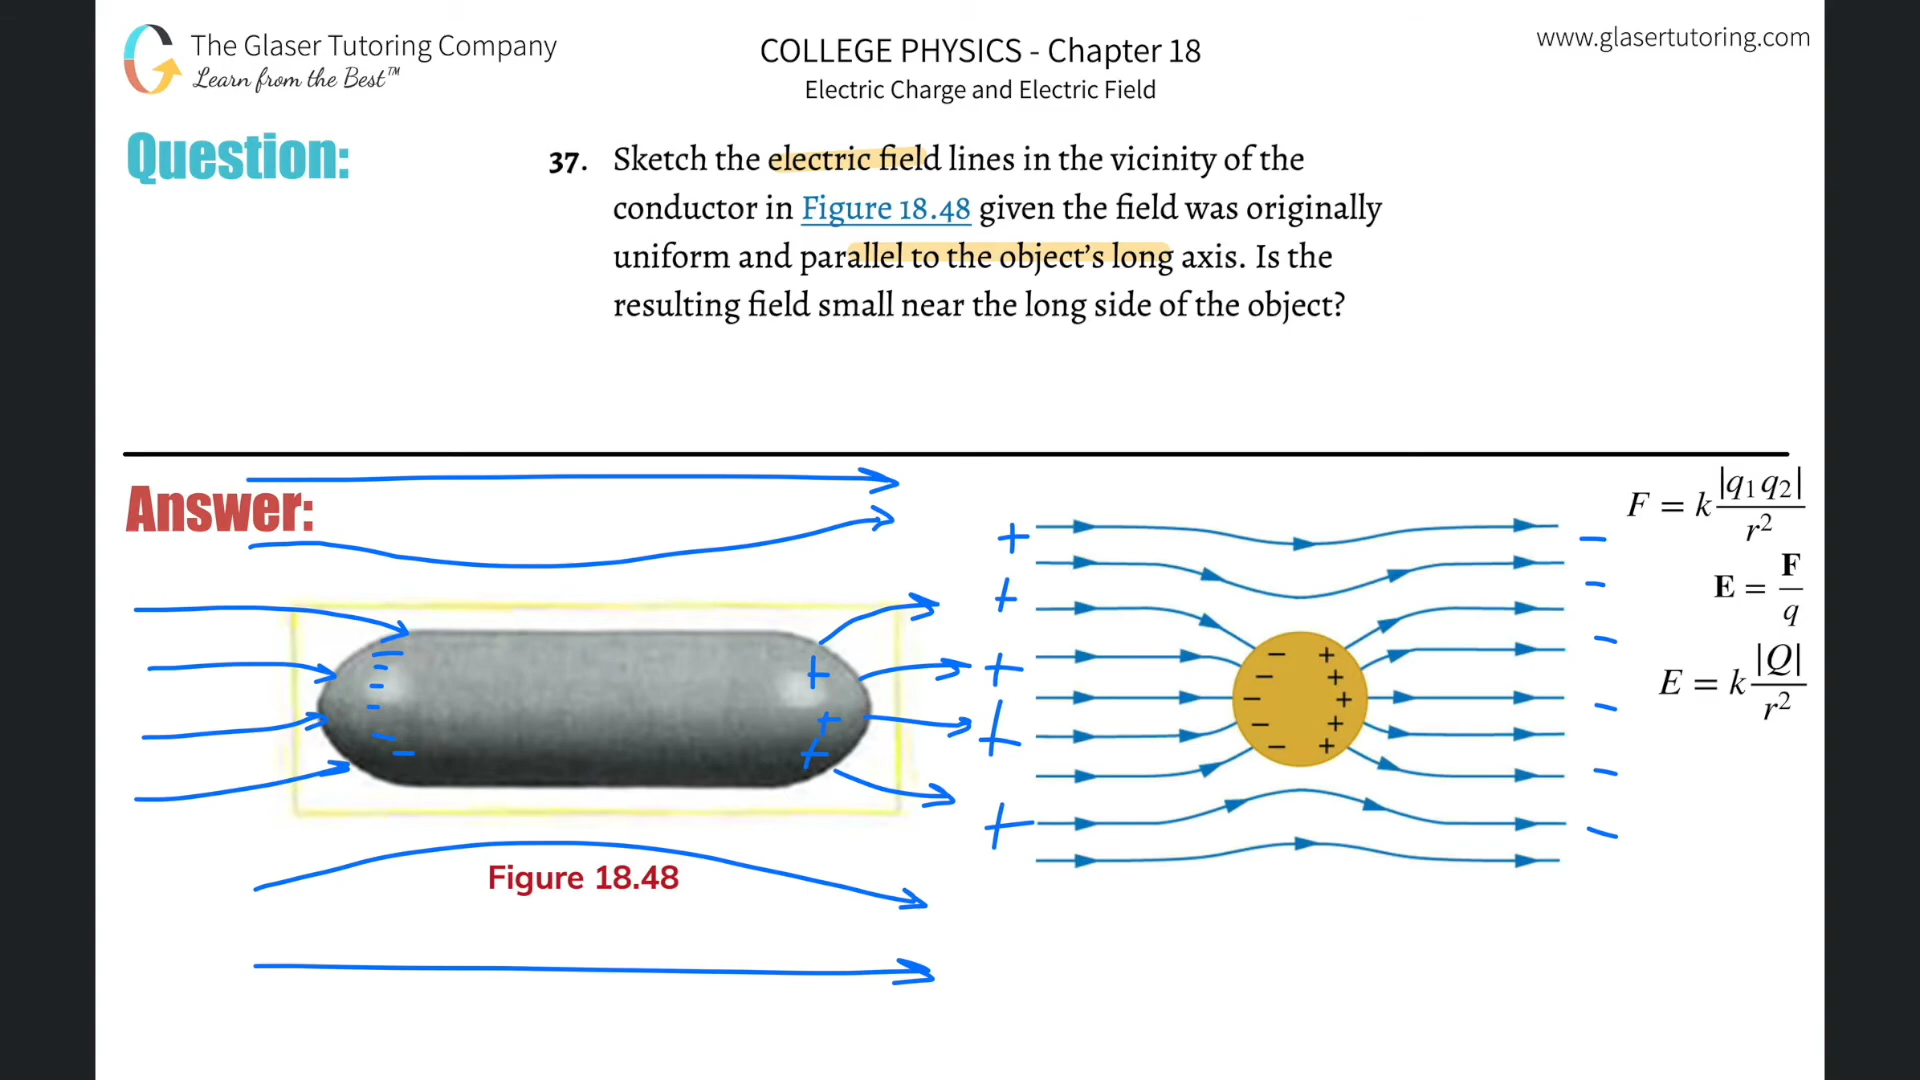 The Glaser Tutoring Company
Learn from the Best™
COLLEGE PHYSICS - Chapter 18
Electric Charge and Electric Field
www.glasertutoring.com
Question:
37. Sketch the electric field lines in the vicinity of the
conductor in Figure 18.48 given the field was originally
uniform and parallel to the object's long axis. Is the
resulting field small near the long side of the object?
Answer:
F = k |q₁q₂| / r²
E = F / q
E = k |Q| / r²
Figure 18.48